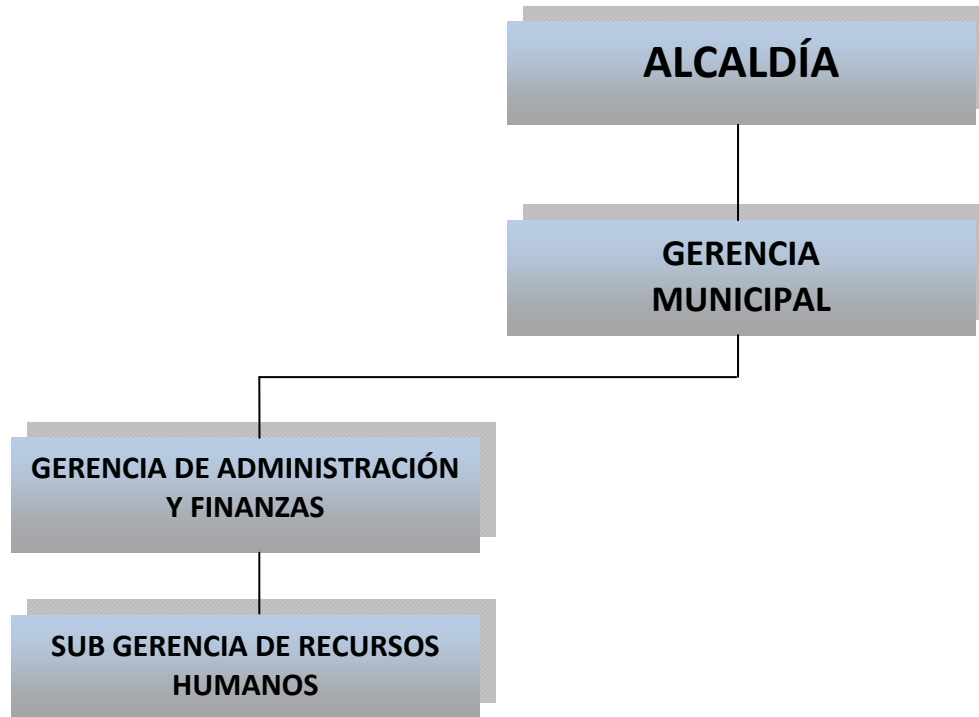 ALCALDÍA
GERENCIA
MUNICIPAL
GERENCIA DE ADMINISTRACIÓN
Y FINANZAS
SUB GERENCIA DE RECURSOS
HUMANOS